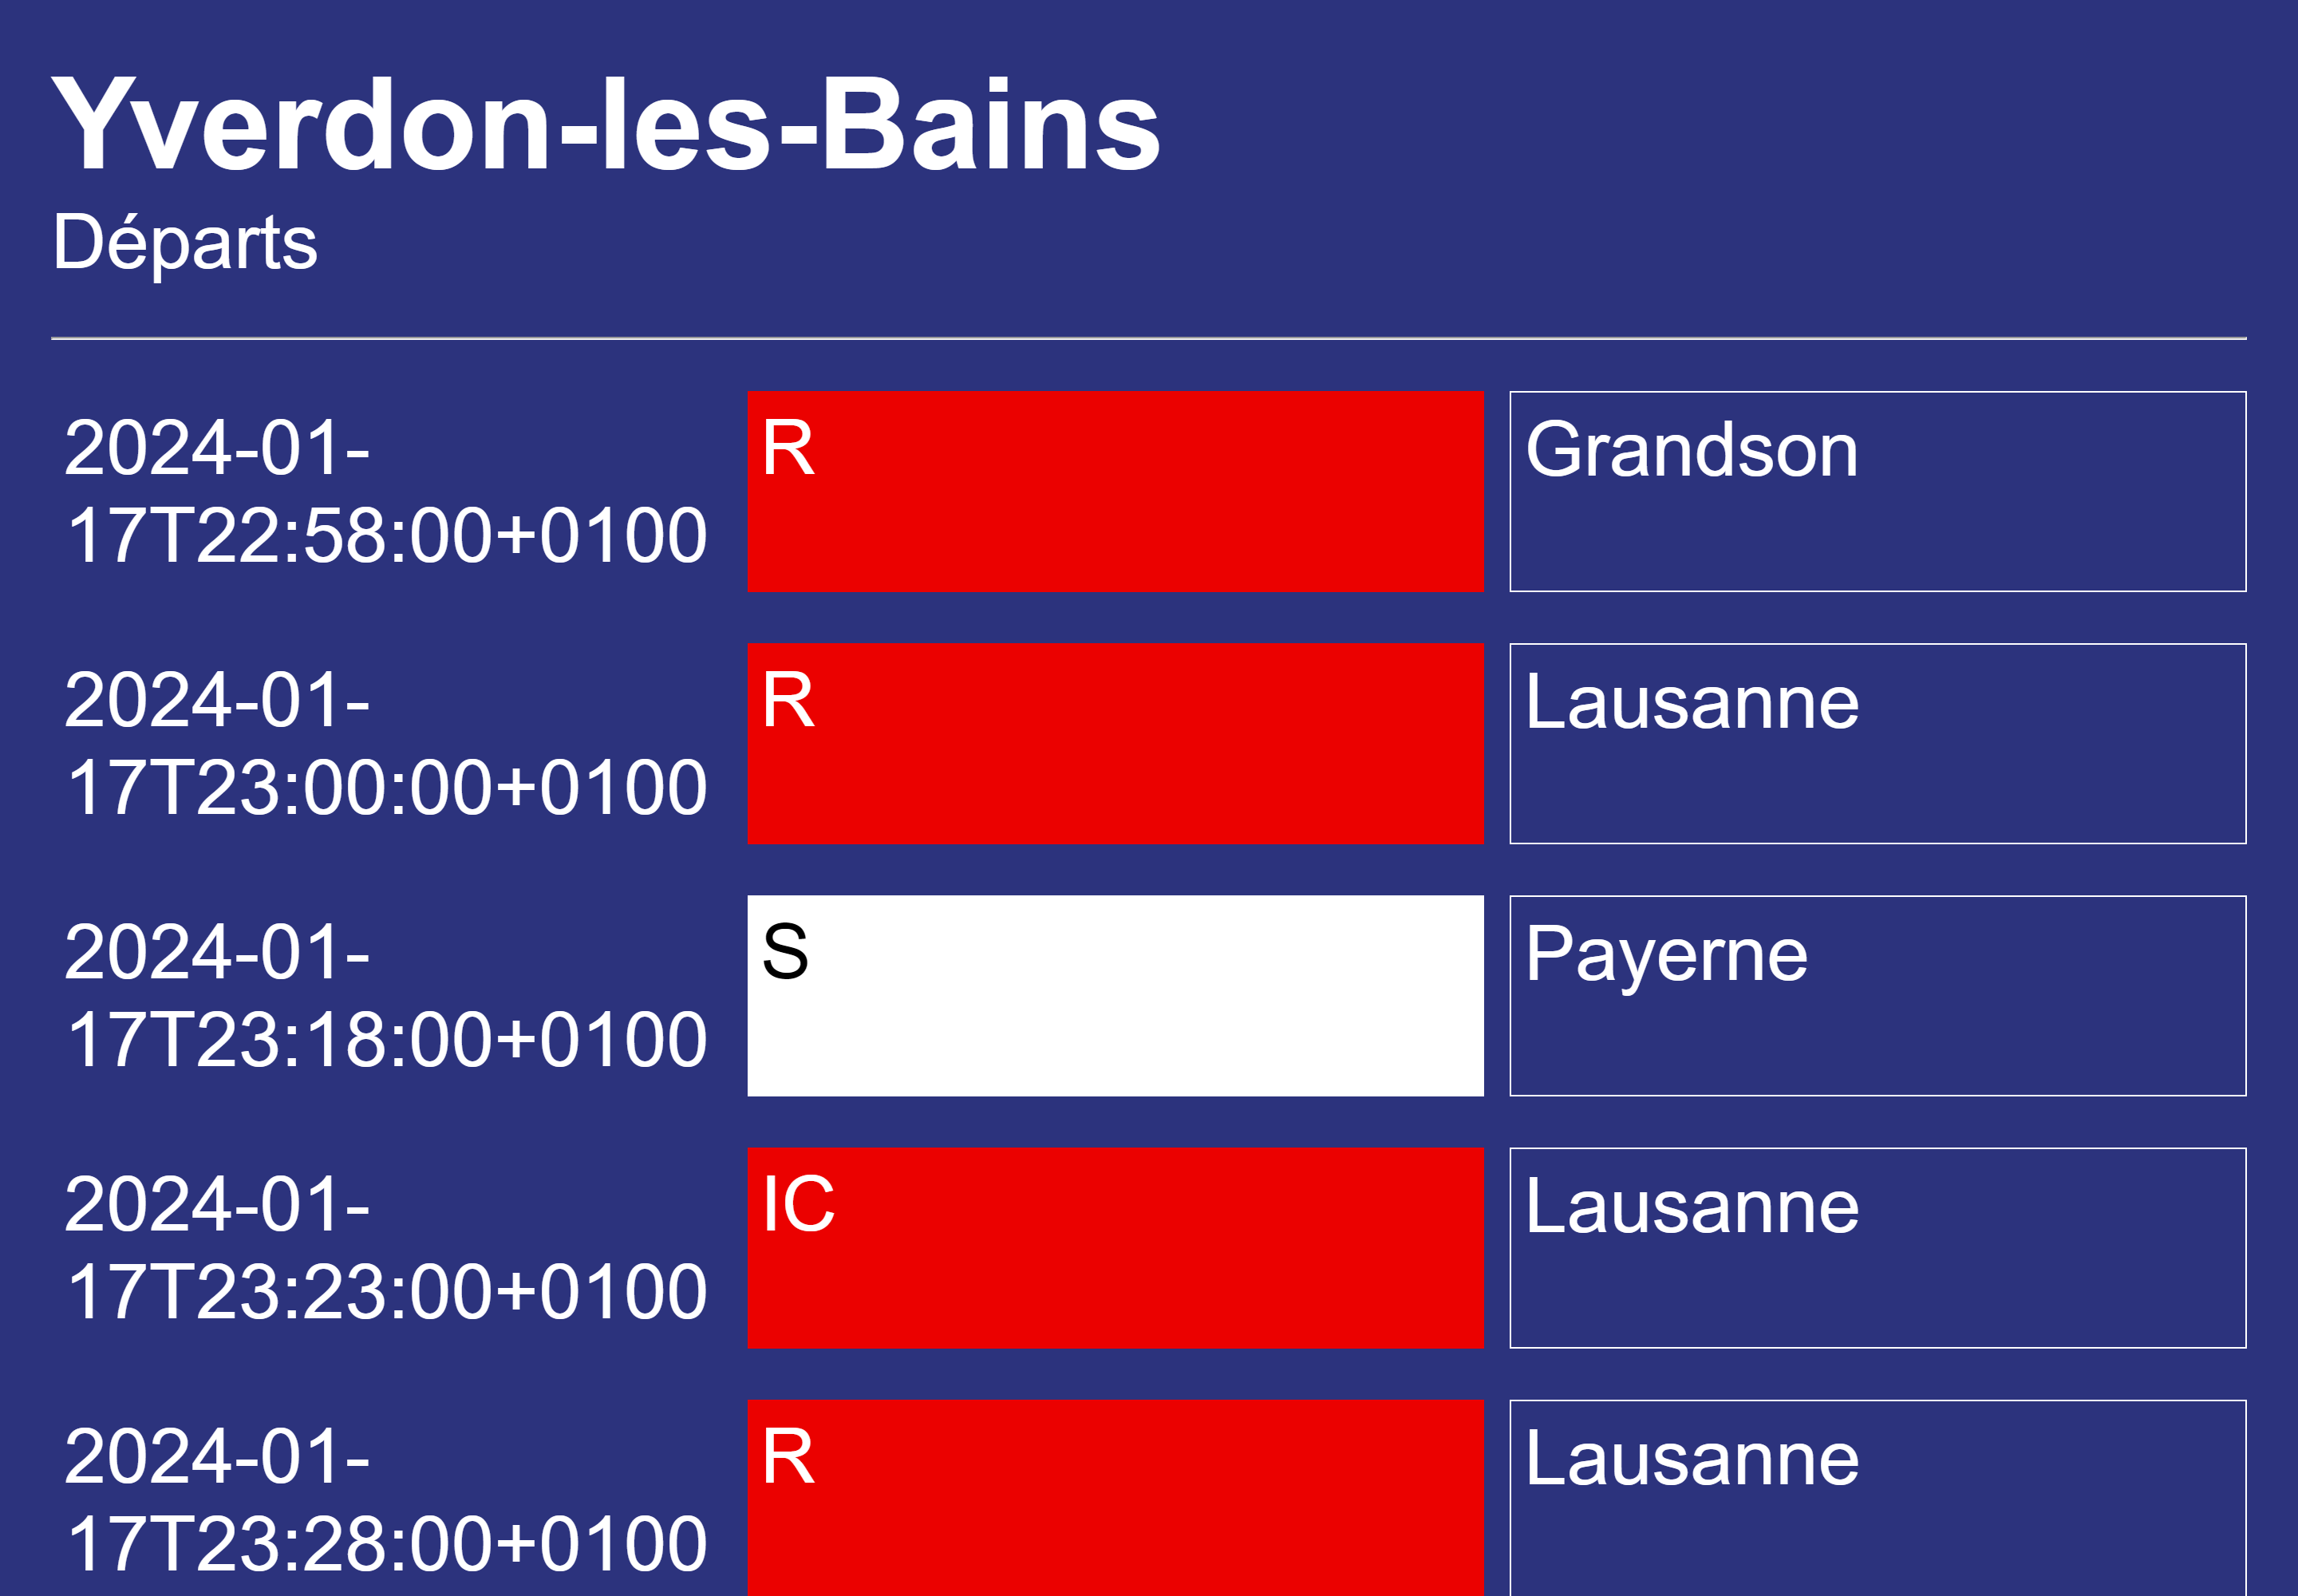 Yverdon-les-Bains
Départs
2024-01-
17T22:58:00+0100
R
Grandson
2024-01-
17T23:00:00+0100
R
Lausanne
2024-01-
17T23:18:00+0100
S
Payerne
2024-01-
17T23:23:00+0100
IC
Lausanne
2024-01-
17T23:28:00+0100
R
Lausanne